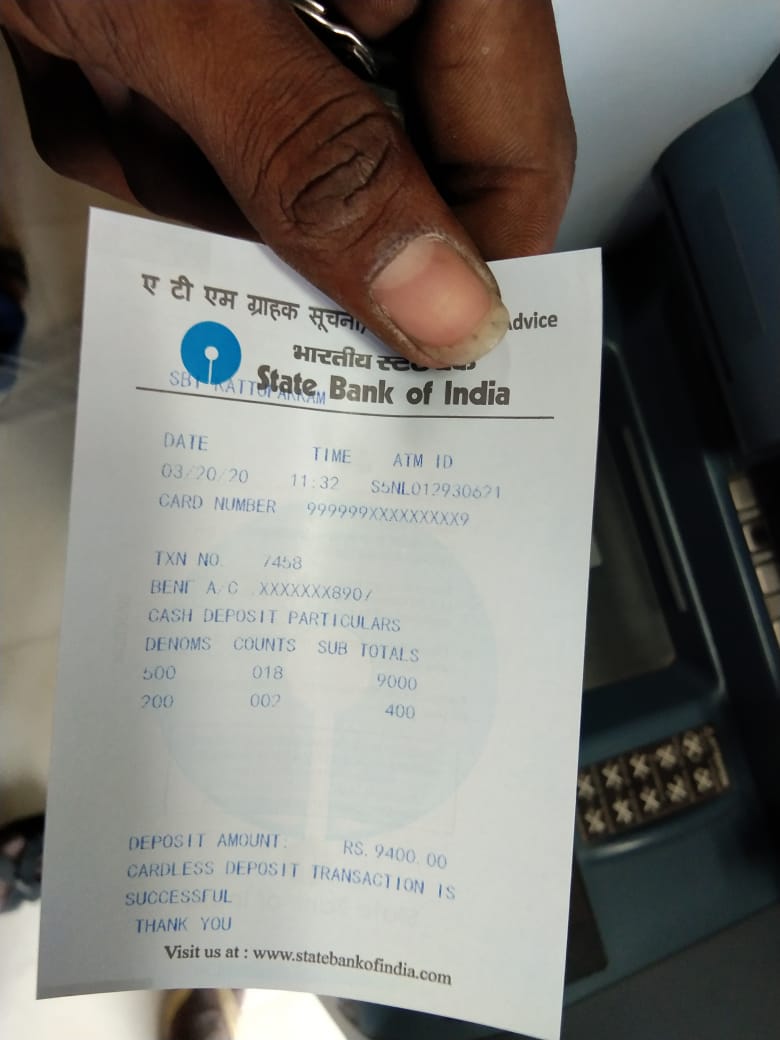 ए टी एम ग्राहक सूचना/ Advice
भारतीय स्टेट बैंक
State Bank of India
SBI KATTUPAKKAM
DATE TIME ATM ID
03/20/20 11:32 S5NL012930621
CARD NUMBER 999999XXXXXXXXX9
TXN NO. 7458
BENF A/C .XXXXXXX8907
CASH DEPOSIT PARTICULARS
DENOMS COUNTS SUB TOTALS
500 018 9000
200 002 400
DEPOSIT AMOUNT: RS. 9400.00
CARDLESS DEPOSIT TRANSACTION IS
SUCCESSFUL
THANK YOU
Visit us at : www.statebankofindia.com